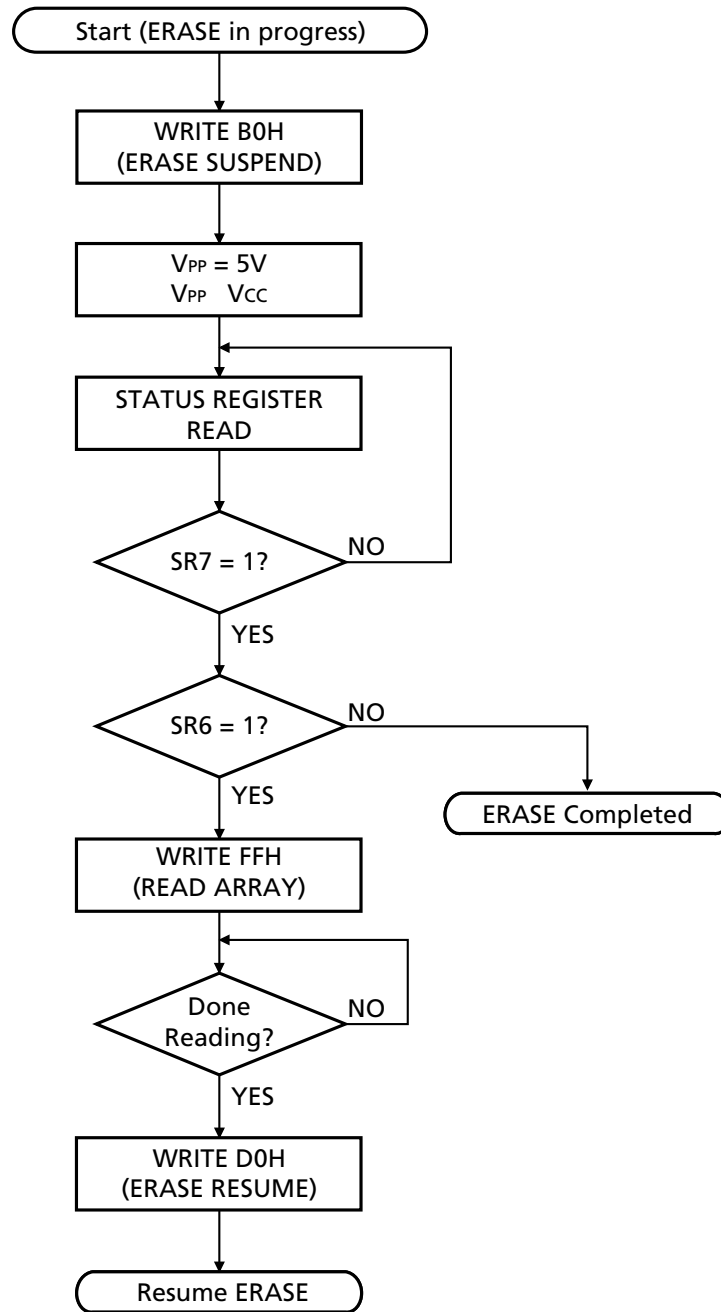 Start (ERASE in progress)
WRITE B0H
(ERASE SUSPEND)
VPP = 5V
VPP VCC
STATUS REGISTER
READ
SR7 = 1?
NO
YES
SR6 = 1?
NO
YES
ERASE Completed
WRITE FFH
(READ ARRAY)
Done
Reading?
NO
YES
WRITE D0H
(ERASE RESUME)
Resume ERASE